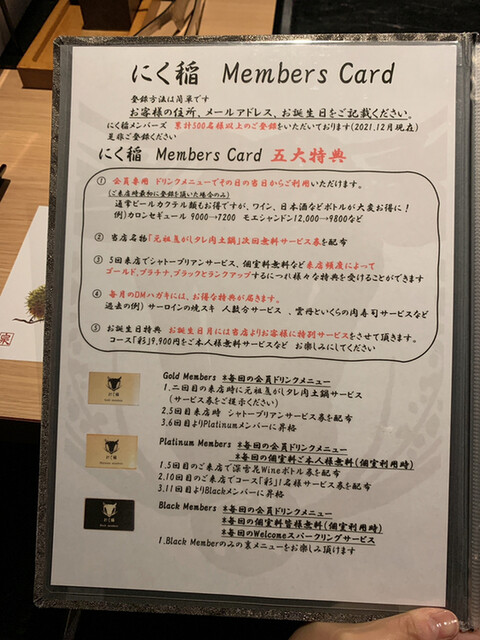 にく稲 Members Card
登録方法は簡単です
お客様の住所、メールアドレス、お誕生日をご記載ください。
にく稲メンバーズ 累計500名様以上のご登録をいただいております(2021.12月現点)
是非ご登録ください
にく稲 Members Card 五大特典
① 会員専用 ドリンクメニューでその日の当日からご利用いただけます。
(ご来店時最初に登録を頂いた場合のみ)
通常ビールカクテル類もお得ですが、ワイン、日本酒などボトルが大変お得に!
例)カロンセギュール 9000→7200 モエシャンドン12,000→9800など
② 当店名物「元祖葱がしタレ肉土鍋」次回無料サービス券を配布
③ 5回来店でシャトーブリアンサービス、個室料無料など来店頻度によって
ゴールド、プラチナ、ブラックとランクアップするにつれ様々な特典を受けることができます
④ 毎月のDMハガキには、お得な特典が届きます。
過去の例) サーロインの焼スキ 人数分サービス 、雲丹といくらの肉寿司サービスなど
⑤ お誕生日特典 お誕生日月には当店よりお客様に特別サービスをさせて頂きます。
コース「彩」9,900円をご本人様無料サービスなど お楽しみにしてください
Gold Members ※毎回の会員ドリンクメニュー
1.二回目の来店時に元祖葱がしタレ肉土鍋サービス
(サービス券をご提示ください)
2.5回目来店時 シャトーブリアンサービス券を配布
3.6回目よりPlatinumメンバーに昇格
Platinum Members ※毎回の会員ドリンクメニュー
※毎回の個室料ご本人様無料(個室利用時)
1.5回目のご来店で深雪花Wineボトル券を配布
2.10回目のご来店でコース「彩」1名様サービス券を配布
3.11回目よりBlackメンバーに昇格
Black Members ※毎回の会員ドリンクメニュー
※毎回の個室料皆様無料(個室利用時)
※毎回のWelcomeスパークリングサービス
1.Black Memberのみの裏メニューをお楽しみ頂けます